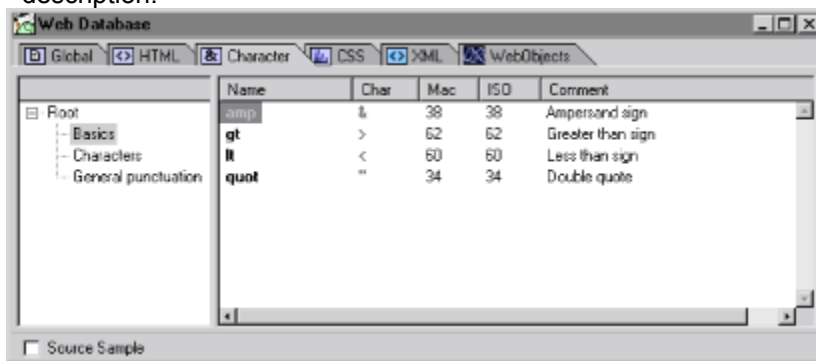 description.
Web Database
Global HTML Character CSS XML WebObjects
Name Char Mac ISO Comment
Root amp & 38 38 Ampersand sign
Basics gt > 62 62 Greater than sign
Characters lt < 60 60 Less than sign
General punctuation quot " 34 34 Double quote
Source Sample